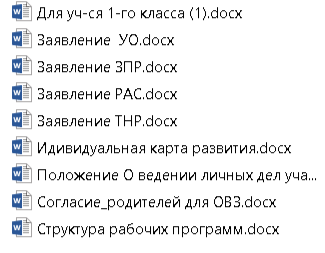 Для уч-ся 1-го класса (1).docx
Заявление  УО.docx
Заявление ЗПР.docx
Заявление РАС.docx
Заявление ТНР.docx
Идивидуальная карта развития.docx
Положение О ведении личных дел уча...
Согласие_родителей для ОВЗ.docx
Структура рабочих программ.docx